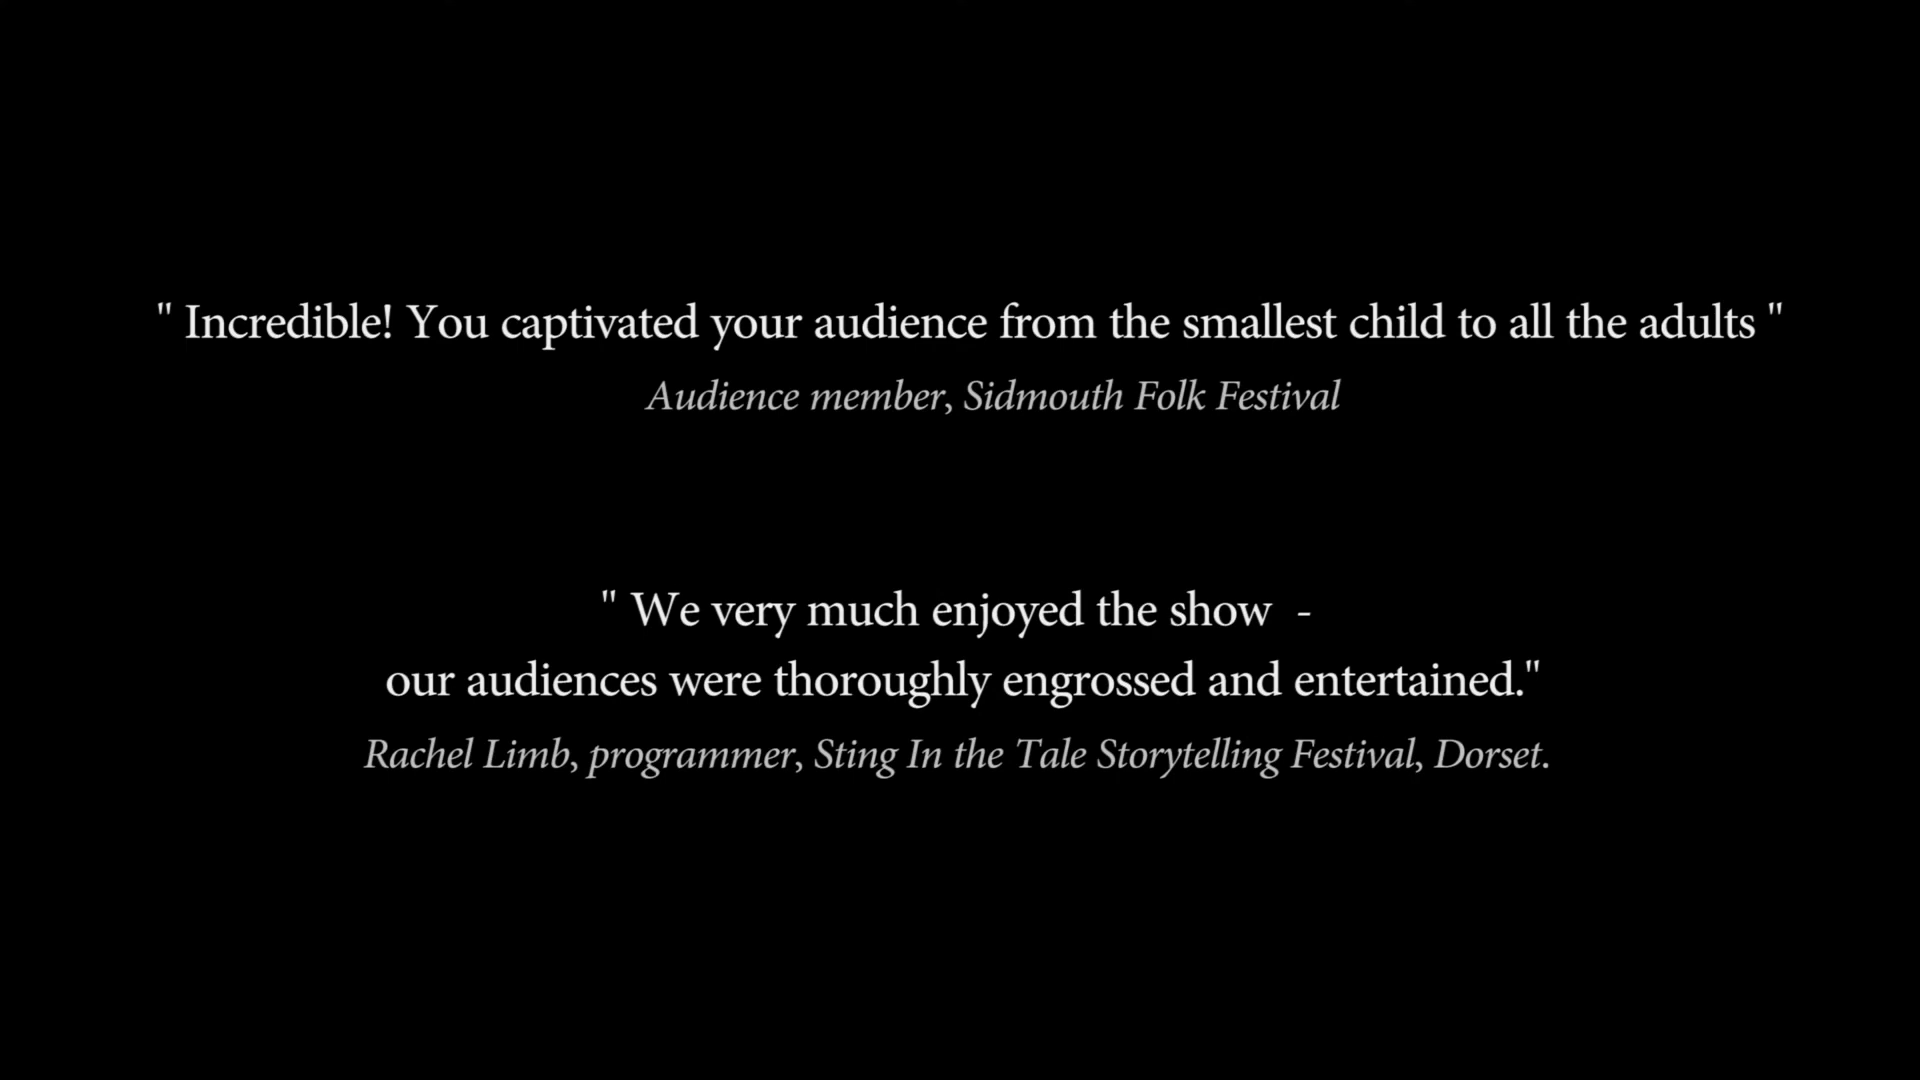 " Incredible! You captivated your audience from the smallest child to all the adults "
Audience member, Sidmouth Folk Festival
" We very much enjoyed the show  -
our audiences were thoroughly engrossed and entertained."
Rachel Limb, programmer, Sting In the Tale Storytelling Festival, Dorset.